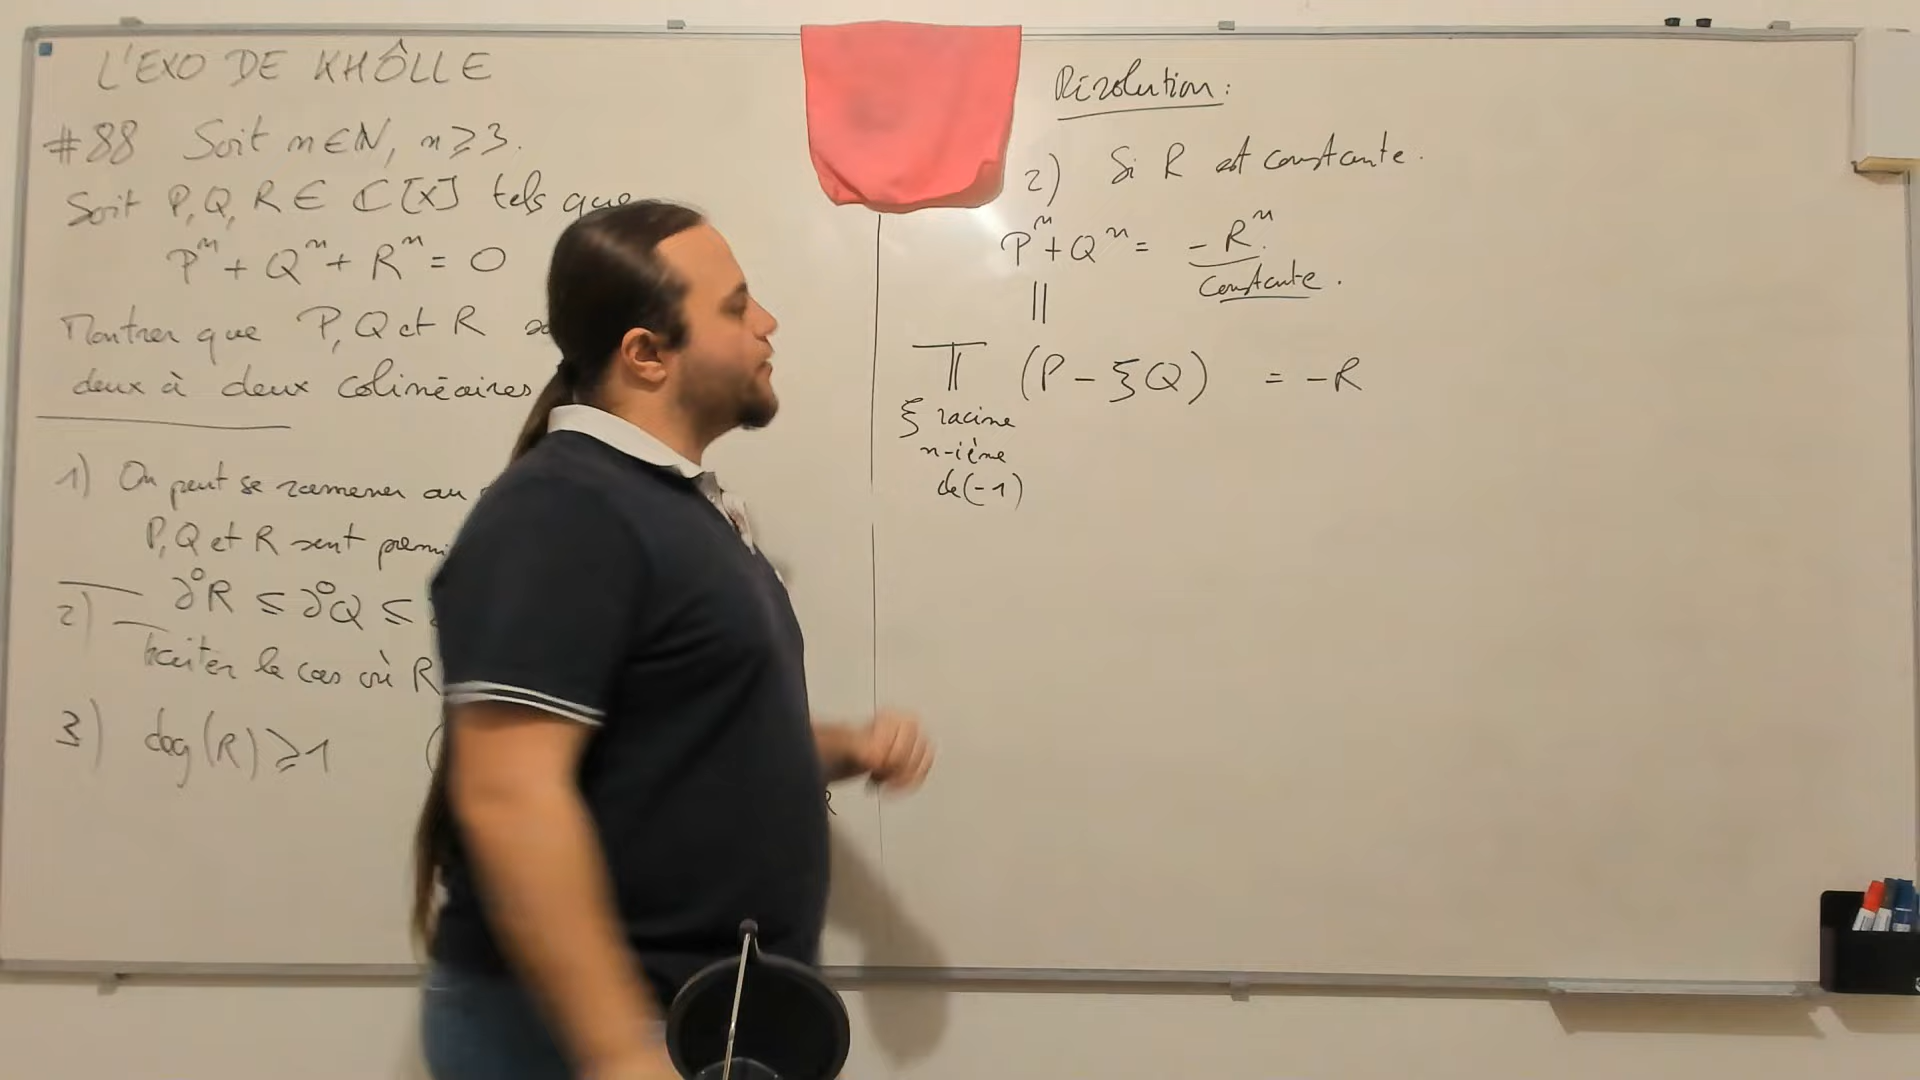 L'EXO DE KHÔLLE
#88 Soit n ∈ ℕ, n ≥ 3.
Soit P, Q, R ∈ ℂ[X] tels que
Pⁿ + Qⁿ + Rⁿ = 0
Montrer que P, Q et R
deux à deux colinéaires
1) On peut se ramener au
P, Q et R sont
∂°R ≤ ∂°Q ≤
2)
traiter le cas où R
3) deg(R) ≥ 1 (
R
Résolution:
2) Si R est constante.
Pⁿ + Qⁿ = - Rⁿ.
constante.
||
∏ (P - ξQ) = -R
ξ racine
n-ième
de (-1)